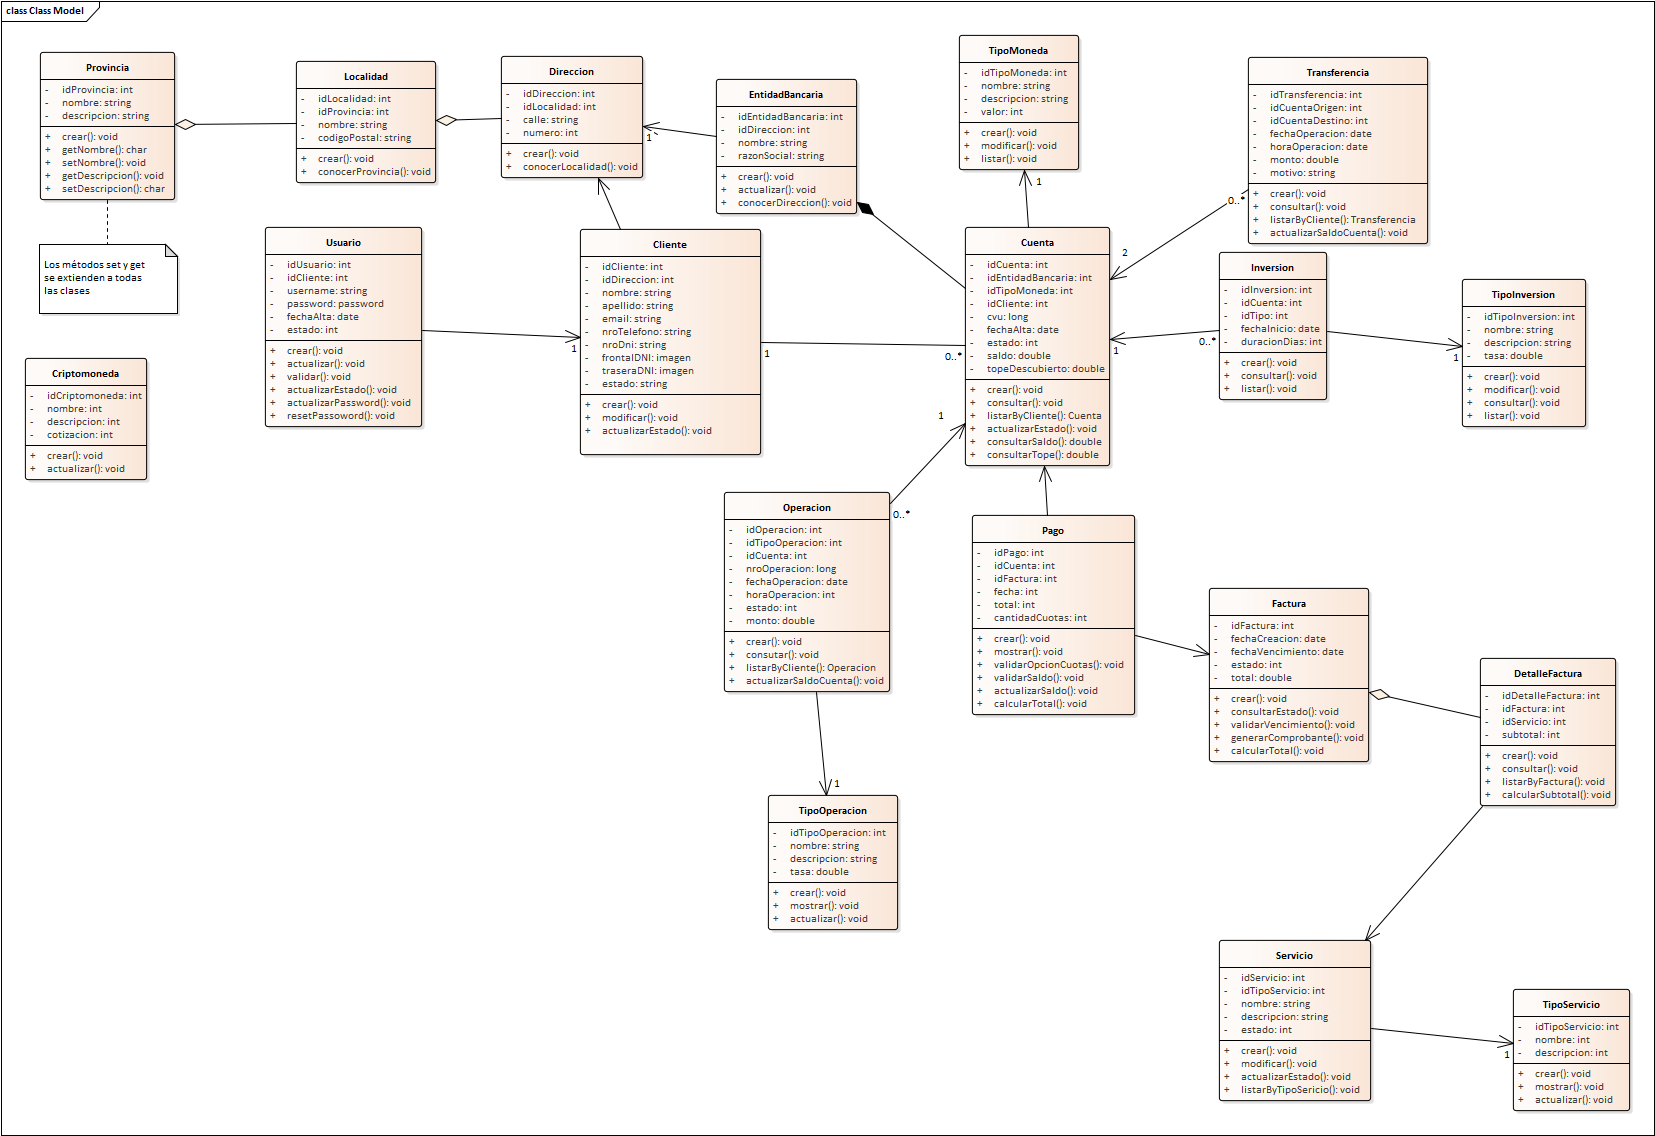 class Class Model
Provincia
- idProvincia: int
- nombre: string
- descripcion: string
+ crear(): void
+ getNombre(): char
+ setNombre(): void
+ getDescripcion(): void
+ setDescripcion(): char
Los métodos set y get
se extienden a todas
las clases
Localidad
- idLocalidad: int
- idProvincia: int
- nombre: string
- codigoPostal: string
+ crear(): void
+ conocerProvincia(): void
Direccion
- idDireccion: int
- idLocalidad: int
- calle: string
- numero: int
+ crear(): void
+ conocerLocalidad(): void
1
EntidadBancaria
- idEntidadBancaria: int
- idDireccion: int
- nombre: string
- razonSocial: string
+ crear(): void
+ actualizar(): void
+ conocerDireccion(): void
TipoMoneda
- idTipoMoneda: int
- nombre: string
- descripcion: string
- valor: int
+ crear(): void
+ modificar(): void
+ listar(): void
1
Transferencia
- idTransferencia: int
- idCuentaOrigen: int
- idCuentaDestino: int
- fechaOperacion: date
- horaOperacion: date
- monto: double
- motivo: string
+ crear(): void
+ consultar(): void
+ listarByCliente(): Transferencia
+ actualizarSaldoCuenta(): void
0..*
2
Usuario
- idUsuario: int
- idCliente: int
- username: string
- password: password
- fechaAlta: date
- estado: int
+ crear(): void
+ actualizar(): void
+ validar(): void
+ actualizarEstado(): void
+ actualizarPassword(): void
+ resetPassoword(): void
1
Cliente
- idCliente: int
- idDireccion: int
- nombre: string
- apellido: string
- email: string
- nroTelefono: string
- nroDni: string
- frontalDNI: imagen
- traseraDNI: imagen
- estado: string
+ crear(): void
+ modificar(): void
+ actualizarEstado(): void
1
0..*
Cuenta
- idCuenta: int
- idEntidadBancaria: int
- idTipoMoneda: int
- idCliente: int
- cvu: long
- fechaAlta: date
- estado: int
- saldo: double
- topeDescubierto: double
+ crear(): void
+ consultar(): void
+ listarByCliente(): Cuenta
+ actualizarEstado(): void
+ consultarSaldo(): double
+ consultarTope(): double
1
0..*
Inversion
- idInversion: int
- idCuenta: int
- idTipo: int
- fechaInicio: date
- duracionDias: int
+ crear(): void
+ consultar(): void
+ listar(): void
1
TipoInversion
- idTipoInversion: int
- nombre: string
- descripcion: string
- tasa: double
+ crear(): void
+ modificar(): void
+ consultar(): void
+ listar(): void
Criptomoneda
- idCriptomoneda: int
- nombre: int
- descripcion: int
- cotizacion: int
+ crear(): void
+ actualizar(): void
1
0..*
Operacion
- idOperacion: int
- idTipoOperacion: int
- idCuenta: int
- nroOperacion: long
- fechaOperacion: date
- horaOperacion: int
- estado: int
- monto: double
+ crear(): void
+ consutar(): void
+ listarByCliente(): Operacion
+ actualizarSaldoCuenta(): void
Pago
- idPago: int
- idCuenta: int
- idFactura: int
- fecha: int
- total: int
- cantidadCuotas: int
+ crear(): void
+ mostrar(): void
+ validarOpcionCuotas(): void
+ validarSaldo(): void
+ actualizarSaldo(): void
+ calcularTotal(): void
Factura
- idFactura: int
- fechaCreacion: date
- fechaVencimiento: date
- estado: int
- total: double
+ crear(): void
+ consultarEstado(): void
+ validarVencimiento(): void
+ generarComprobante(): void
+ calcularTotal(): void
DetalleFactura
- idDetalleFactura: int
- idFactura: int
- idServicio: int
- subtotal: int
+ crear(): void
+ consultar(): void
+ listarByFactura(): void
+ calcularSubtotal(): void
1
TipoOperacion
- idTipoOperacion: int
- nombre: string
- descripcion: string
- tasa: double
+ crear(): void
+ mostrar(): void
+ actualizar(): void
Servicio
- idServicio: int
- idTipoServicio: int
- nombre: string
- descripcion: string
- estado: int
+ crear(): void
+ modificar(): void
+ actualizarEstado(): void
+ listarByTipoSericio(): void
1
TipoServicio
- idTipoServicio: int
- nombre: int
- descripcion: int
+ crear(): void
+ mostrar(): void
+ actualizar(): void